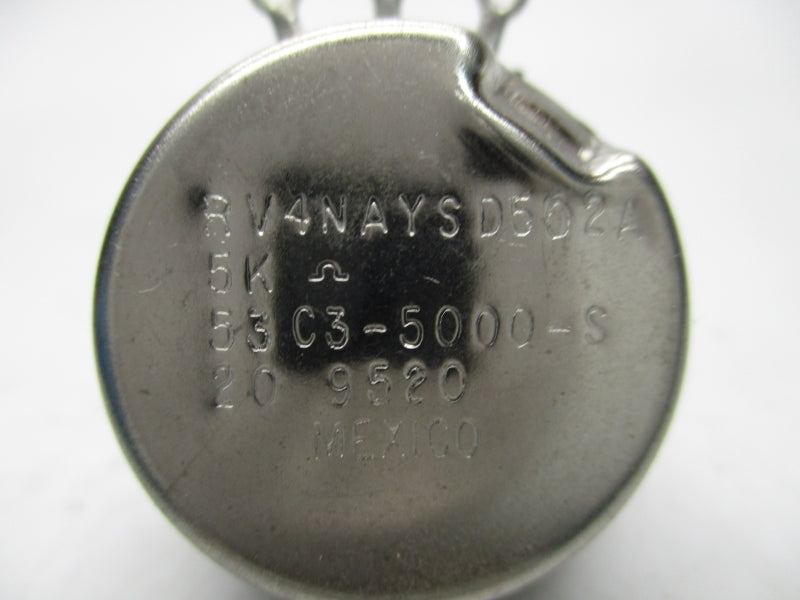 RV4NAYSD502A
5K Ω
53C3-5000-S
20 9520
MEXICO